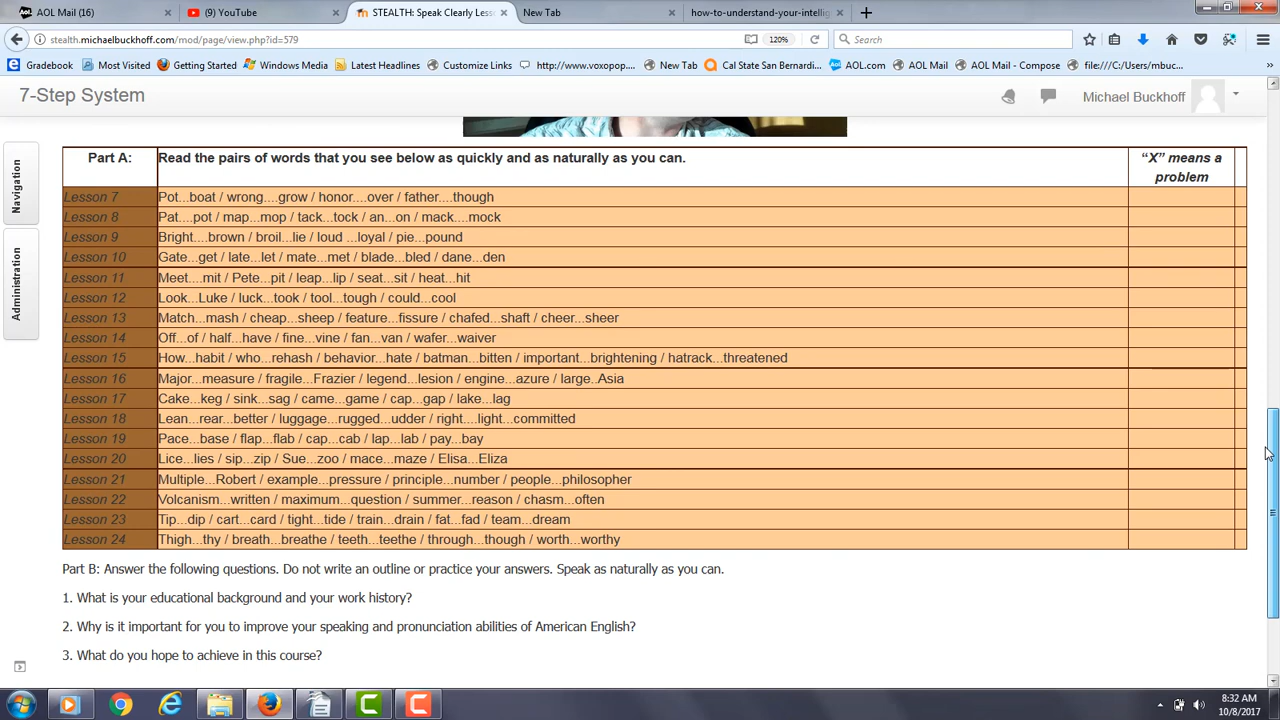 AOL Mail (16)
(9) YouTube
STEALTH: Speak Clearly Less
New Tab
how-to-understand-your-intellig
stealth.michaelbuckhoff.com/mod/page/view.php?id=579
120%
Search
Gradebook
Most Visited
Getting Started
Windows Media
Latest Headlines
Customize Links
http://www.voxopop....
New Tab
Cal State San Bernardi...
AOL.com
AOL Mail
AOL Mail - Compose
file:///C:/Users/mbuc...
7-Step System
Michael Buckhoff
Navigation
Administration
Part A: Read the pairs of words that you see below as quickly and as naturally as you can. "X" means a
problem
Lesson 7 Pot...boat / wrong....grow / honor....over / father....though
Lesson 8 Pat....pot / map...mop / tack...tock / an...on / mack....mock
Lesson 9 Bright....brown / broil...lie / loud ...loyal / pie...pound
Lesson 10 Gate...get / late...let / mate...met / blade...bled / dane...den
Lesson 11 Meet....mit / Pete...pit / leap...lip / seat...sit / heat...hit
Lesson 12 Look...Luke / luck...took / tool...tough / could...cool
Lesson 13 Match...mash / cheap...sheep / feature...fissure / chafed...shaft / cheer...sheer
Lesson 14 Off...of / half...have / fine...vine / fan...van / wafer...waiver
Lesson 15 How...habit / who...rehash / behavior...hate / batman...bitten / important...brightening / hatrack...threatened
Lesson 16 Major...measure / fragile...Frazier / legend...lesion / engine...azure / large..Asia
Lesson 17 Cake...keg / sink...sag / came...game / cap...gap / lake...lag
Lesson 18 Lean...rear...better / luggage...rugged...udder / right....light...committed
Lesson 19 Pace...base / flap...flab / cap...cab / lap...lab / pay...bay
Lesson 20 Lice...lies / sip...zip / Sue...zoo / mace...maze / Elisa...Eliza
Lesson 21 Multiple...Robert / example...pressure / principle...number / people...philosopher
Lesson 22 Volcanism...written / maximum...question / summer...reason / chasm...often
Lesson 23 Tip...dip / cart...card / tight...tide / train...drain / fat...fad / team...dream
Lesson 24 Thigh...thy / breath...breathe / teeth...teethe / through...though / worth...worthy
Part B: Answer the following questions. Do not write an outline or practice your answers. Speak as naturally as you can.
1. What is your educational background and your work history?
2. Why is it important for you to improve your speaking and pronunciation abilities of American English?
3. What do you hope to achieve in this course?
8:32 AM
10/8/2017